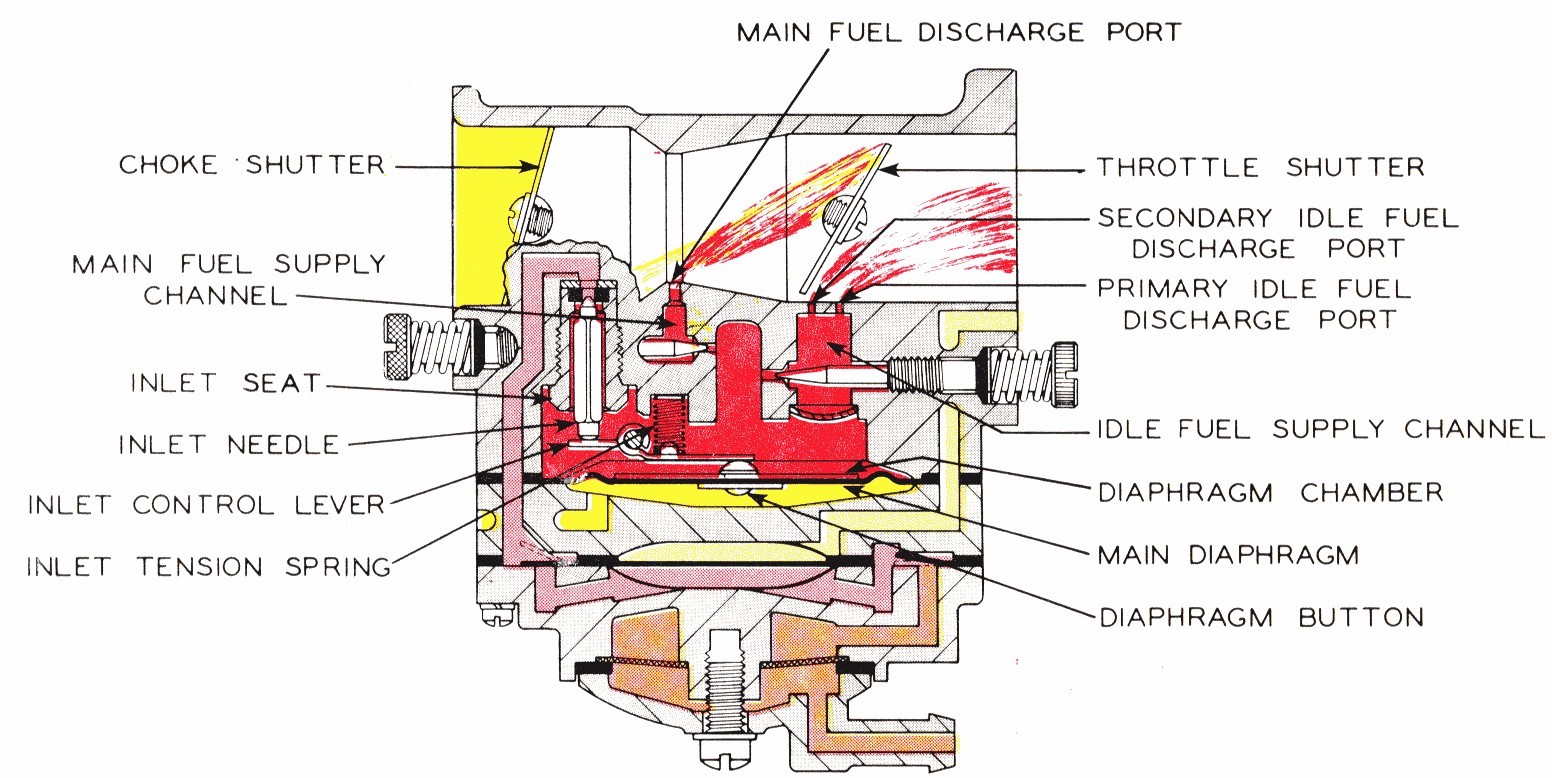 MAIN FUEL DISCHARGE PORT
CHOKE SHUTTER
MAIN FUEL SUPPLY
CHANNEL
INLET SEAT
INLET NEEDLE
INLET CONTROL LEVER
INLET TENSION SPRING
THROTTLE SHUTTER
SECONDARY IDLE FUEL
DISCHARGE PORT
PRIMARY IDLE FUEL
DISCHARGE PORT
IDLE FUEL SUPPLY CHANNEL
DIAPHRAGM CHAMBER
MAIN DIAPHRAGM
DIAPHRAGM BUTTON